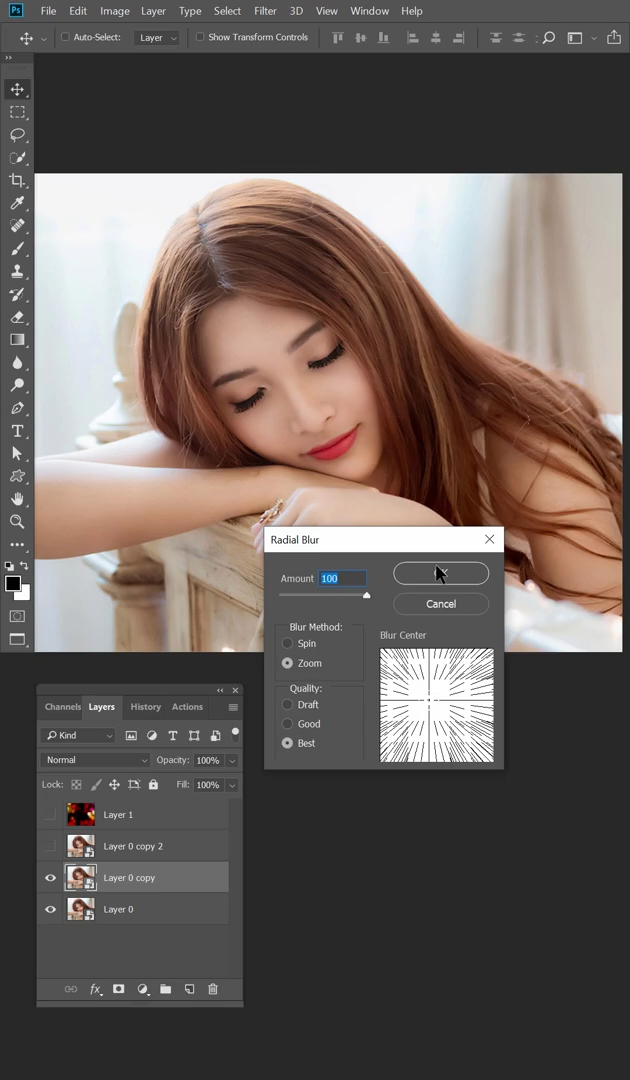 Ps File Edit Image Layer Type Select Filter 3D View Window Help
Auto-Select: Layer Show Transform Controls
Radial Blur
Amount 100
Cancel
Blur Method:
Spin
Zoom
Blur Center
Quality:
Draft
Good
Best
Channels Layers History Actions
Kind
Normal Opacity: 100%
Lock: Fill: 100%
Layer 1
Layer 0 copy 2
Layer 0 copy
Layer 0
fx